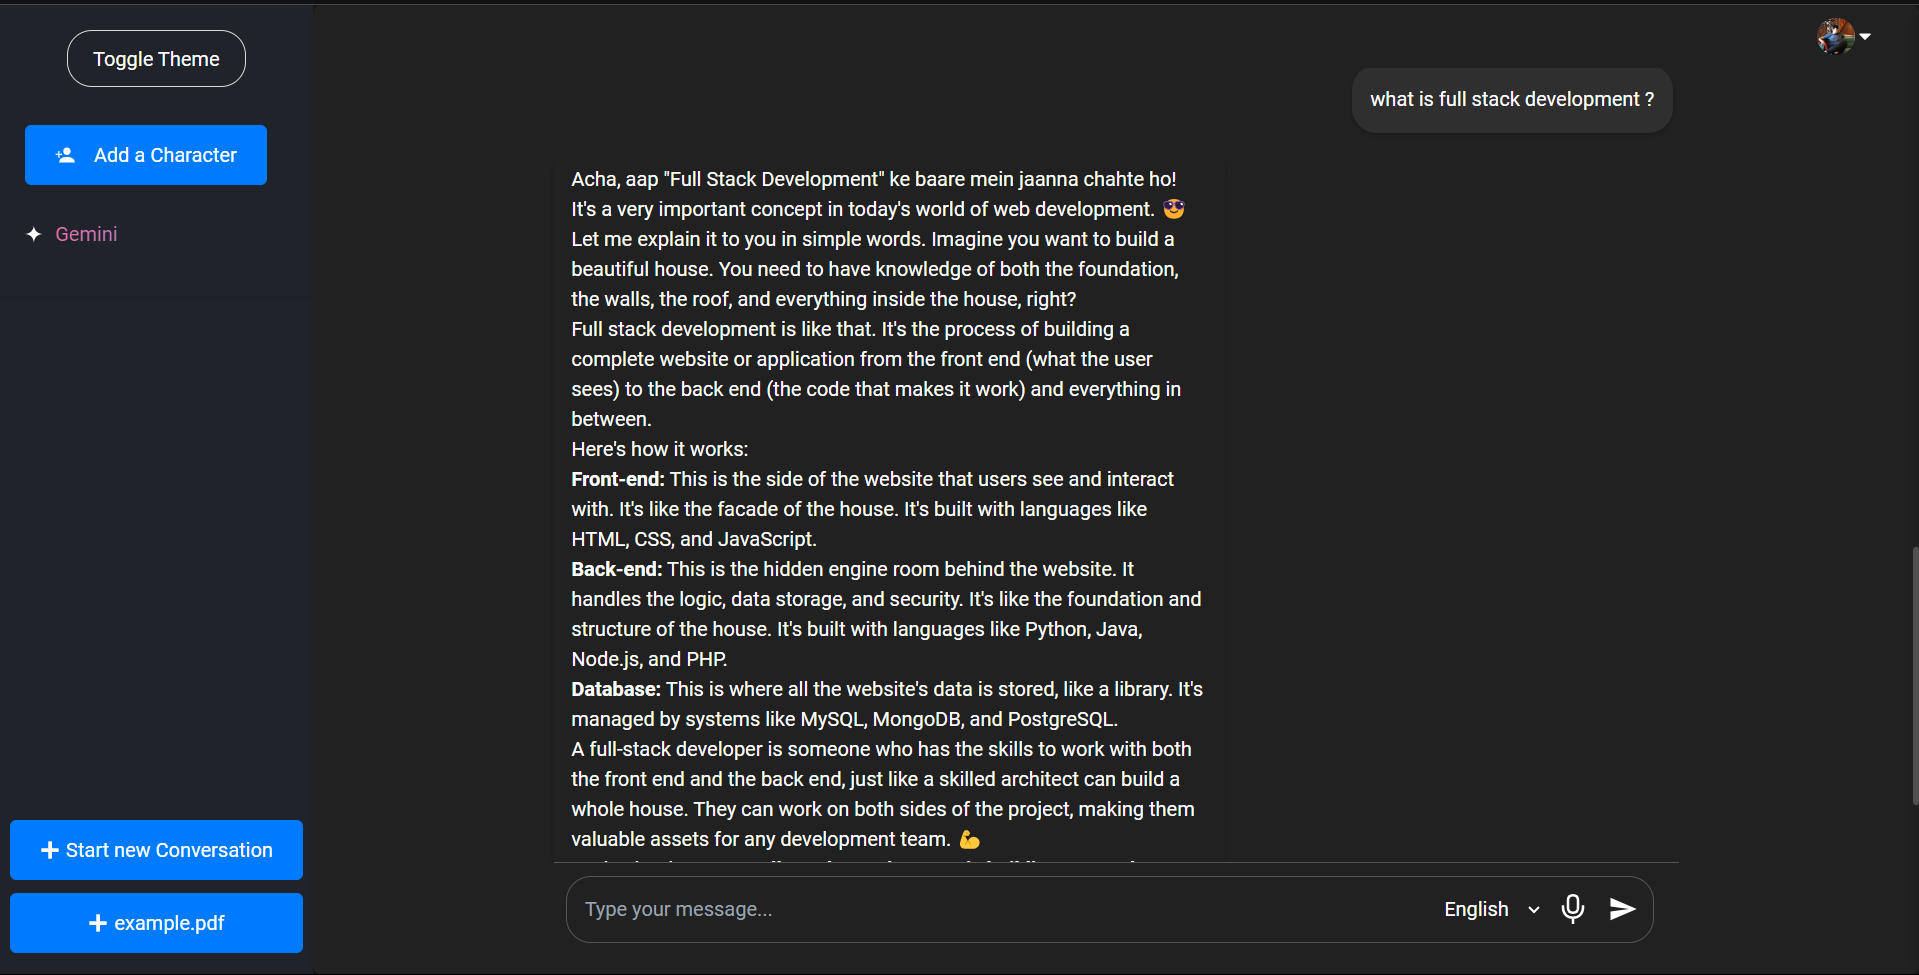 Toggle Theme
Add a Character
Gemini
Start new Conversation
example.pdf
what is full stack development ?
Acha, aap "Full Stack Development" ke baare mein jaanna chahte ho!
It's a very important concept in today's world of web development. 😎
Let me explain it to you in simple words. Imagine you want to build a
beautiful house. You need to have knowledge of both the foundation,
the walls, the roof, and everything inside the house, right?
Full stack development is like that. It's the process of building a
complete website or application from the front end (what the user
sees) to the back end (the code that makes it work) and everything in
between.
Here's how it works:
Front-end: This is the side of the website that users see and interact
with. It's like the facade of the house. It's built with languages like
HTML, CSS, and JavaScript.
Back-end: This is the hidden engine room behind the website. It
handles the logic, data storage, and security. It's like the foundation and
structure of the house. It's built with languages like Python, Java,
Node.js, and PHP.
Database: This is where all the website's data is stored, like a library. It's
managed by systems like MySQL, MongoDB, and PostgreSQL.
A full-stack developer is someone who has the skills to work with both
the front end and the back end, just like a skilled architect can build a
whole house. They can work on both sides of the project, making them
valuable assets for any development team. 💪
Type your message...
English